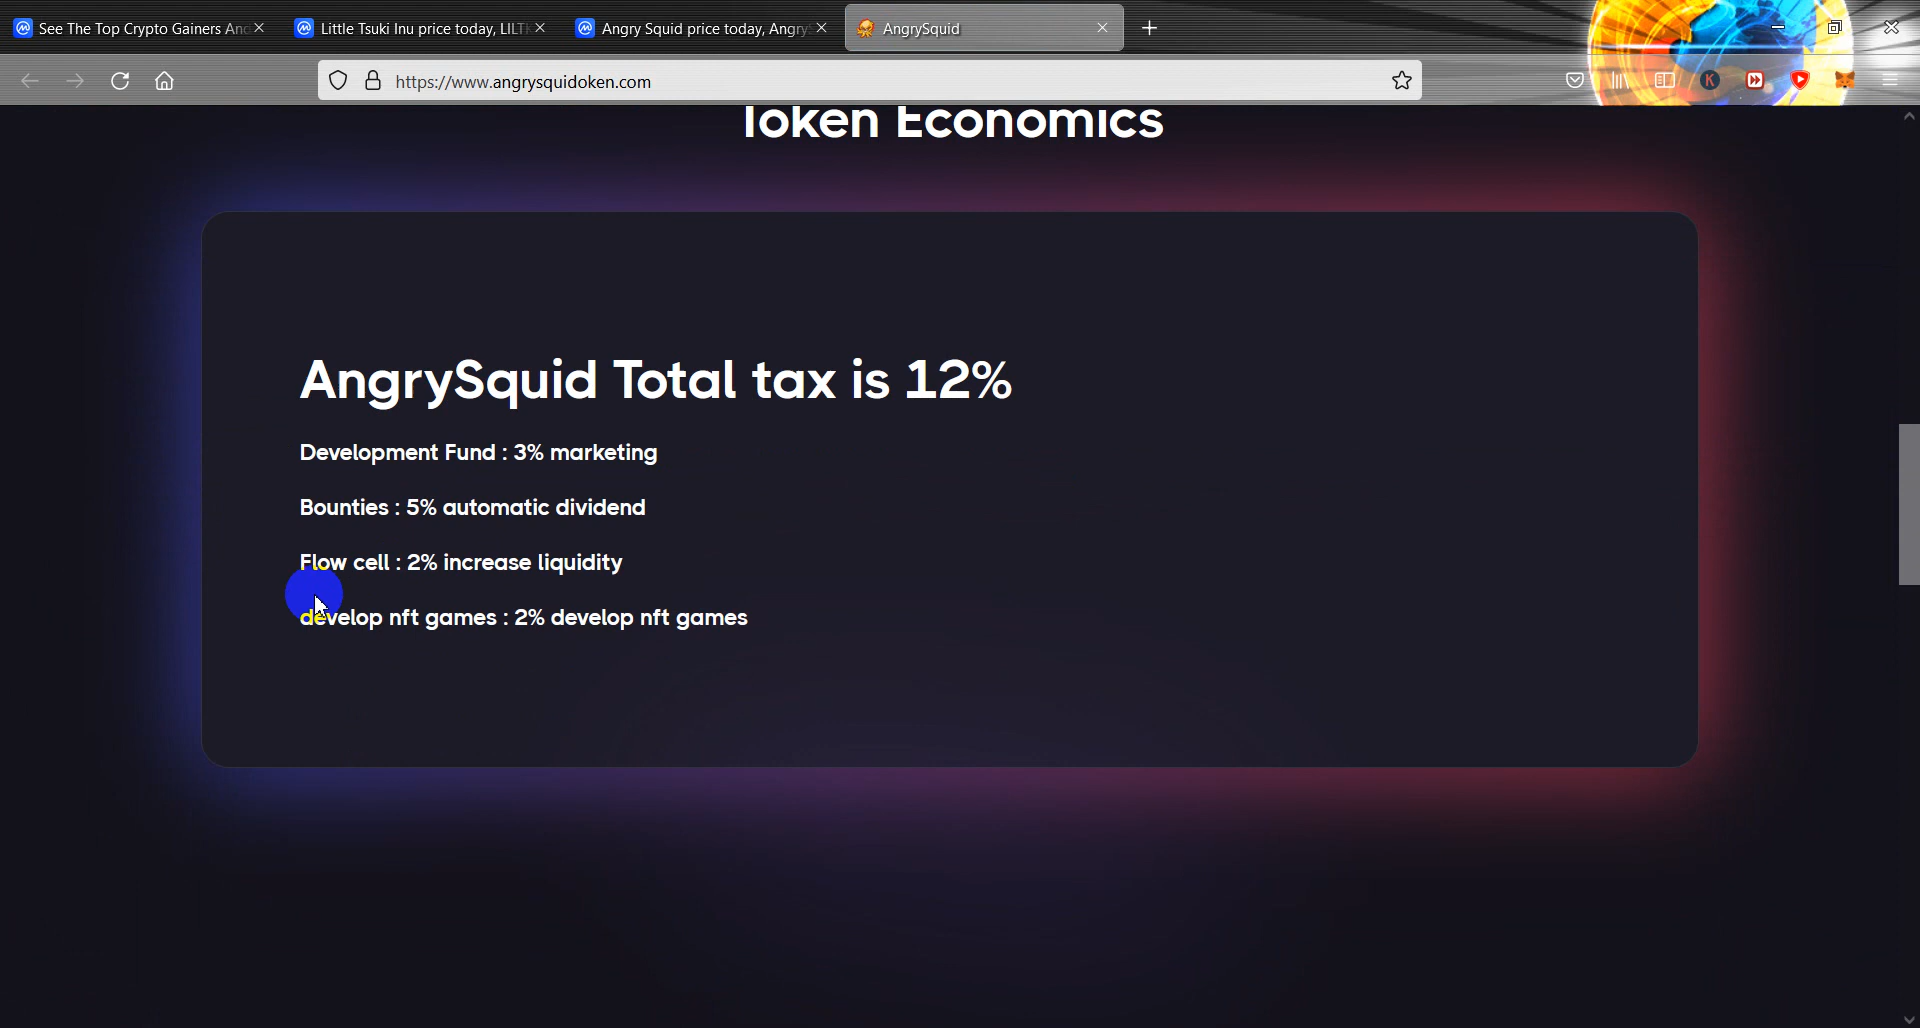 See The Top Crypto Gainers And
Little Tsuki Inu price today, LILTK
Angry Squid price today, Angry
AngrySquid
https://www.angrysquidoken.com
K
Token Economics
AngrySquid Total tax is 12%
Development Fund : 3% marketing
Bounties : 5% automatic dividend
Flow cell : 2% increase liquidity
develop nft games : 2% develop nft games